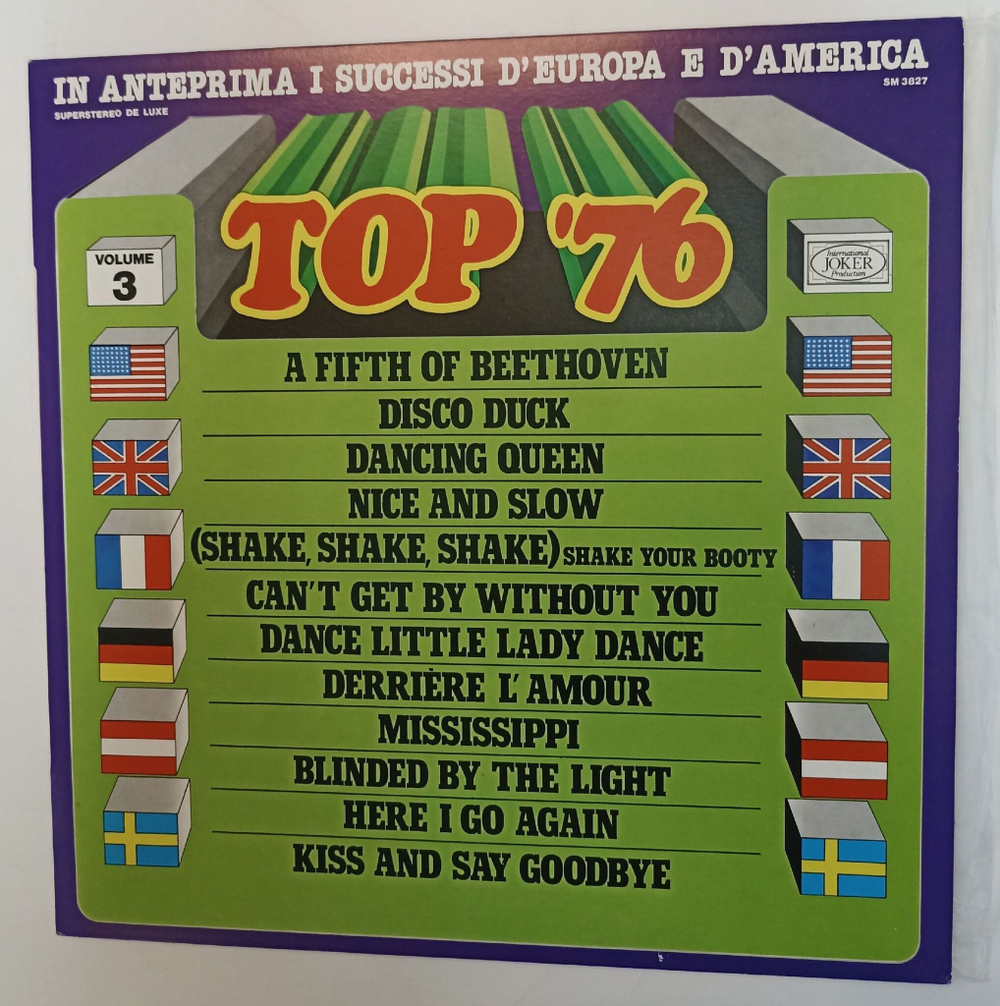 IN ANTEPRIMA I SUCCESSI D'EUROPA E D'AMERICA
SUPERSTEREO DE LUXE
SM 3827
TOP '76
VOLUME
3
International
JOKER
Production
A FIFTH OF BEETHOVEN
DISCO DUCK
DANCING QUEEN
NICE AND SLOW
(SHAKE, SHAKE, SHAKE) SHAKE YOUR BOOTY
CAN'T GET BY WITHOUT YOU
DANCE LITTLE LADY DANCE
DERRIÈRE L'AMOUR
MISSISSIPPI
BLINDED BY THE LIGHT
HERE I GO AGAIN
KISS AND SAY GOODBYE